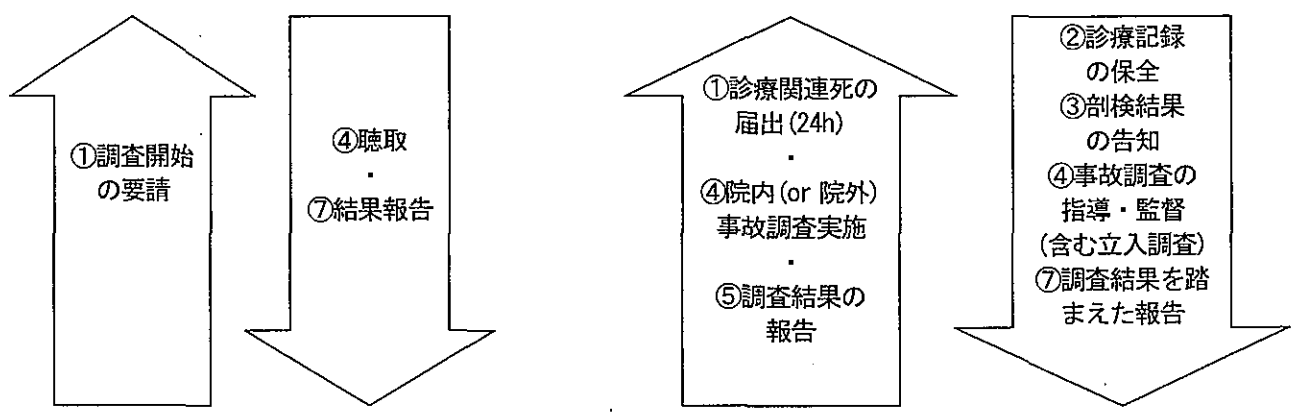 ①調査開始
の要請
④聴取
・
⑦結果報告
①診療関連死の
届出(24h)
・
④院内(or 院外)
事故調査実施
・
⑤調査結果の
報告
②診療記録
の保全
③剖検結果
の告知
④事故調査の
指導・監督
(含む立入調査)
⑦調査結果を踏
まえた報告